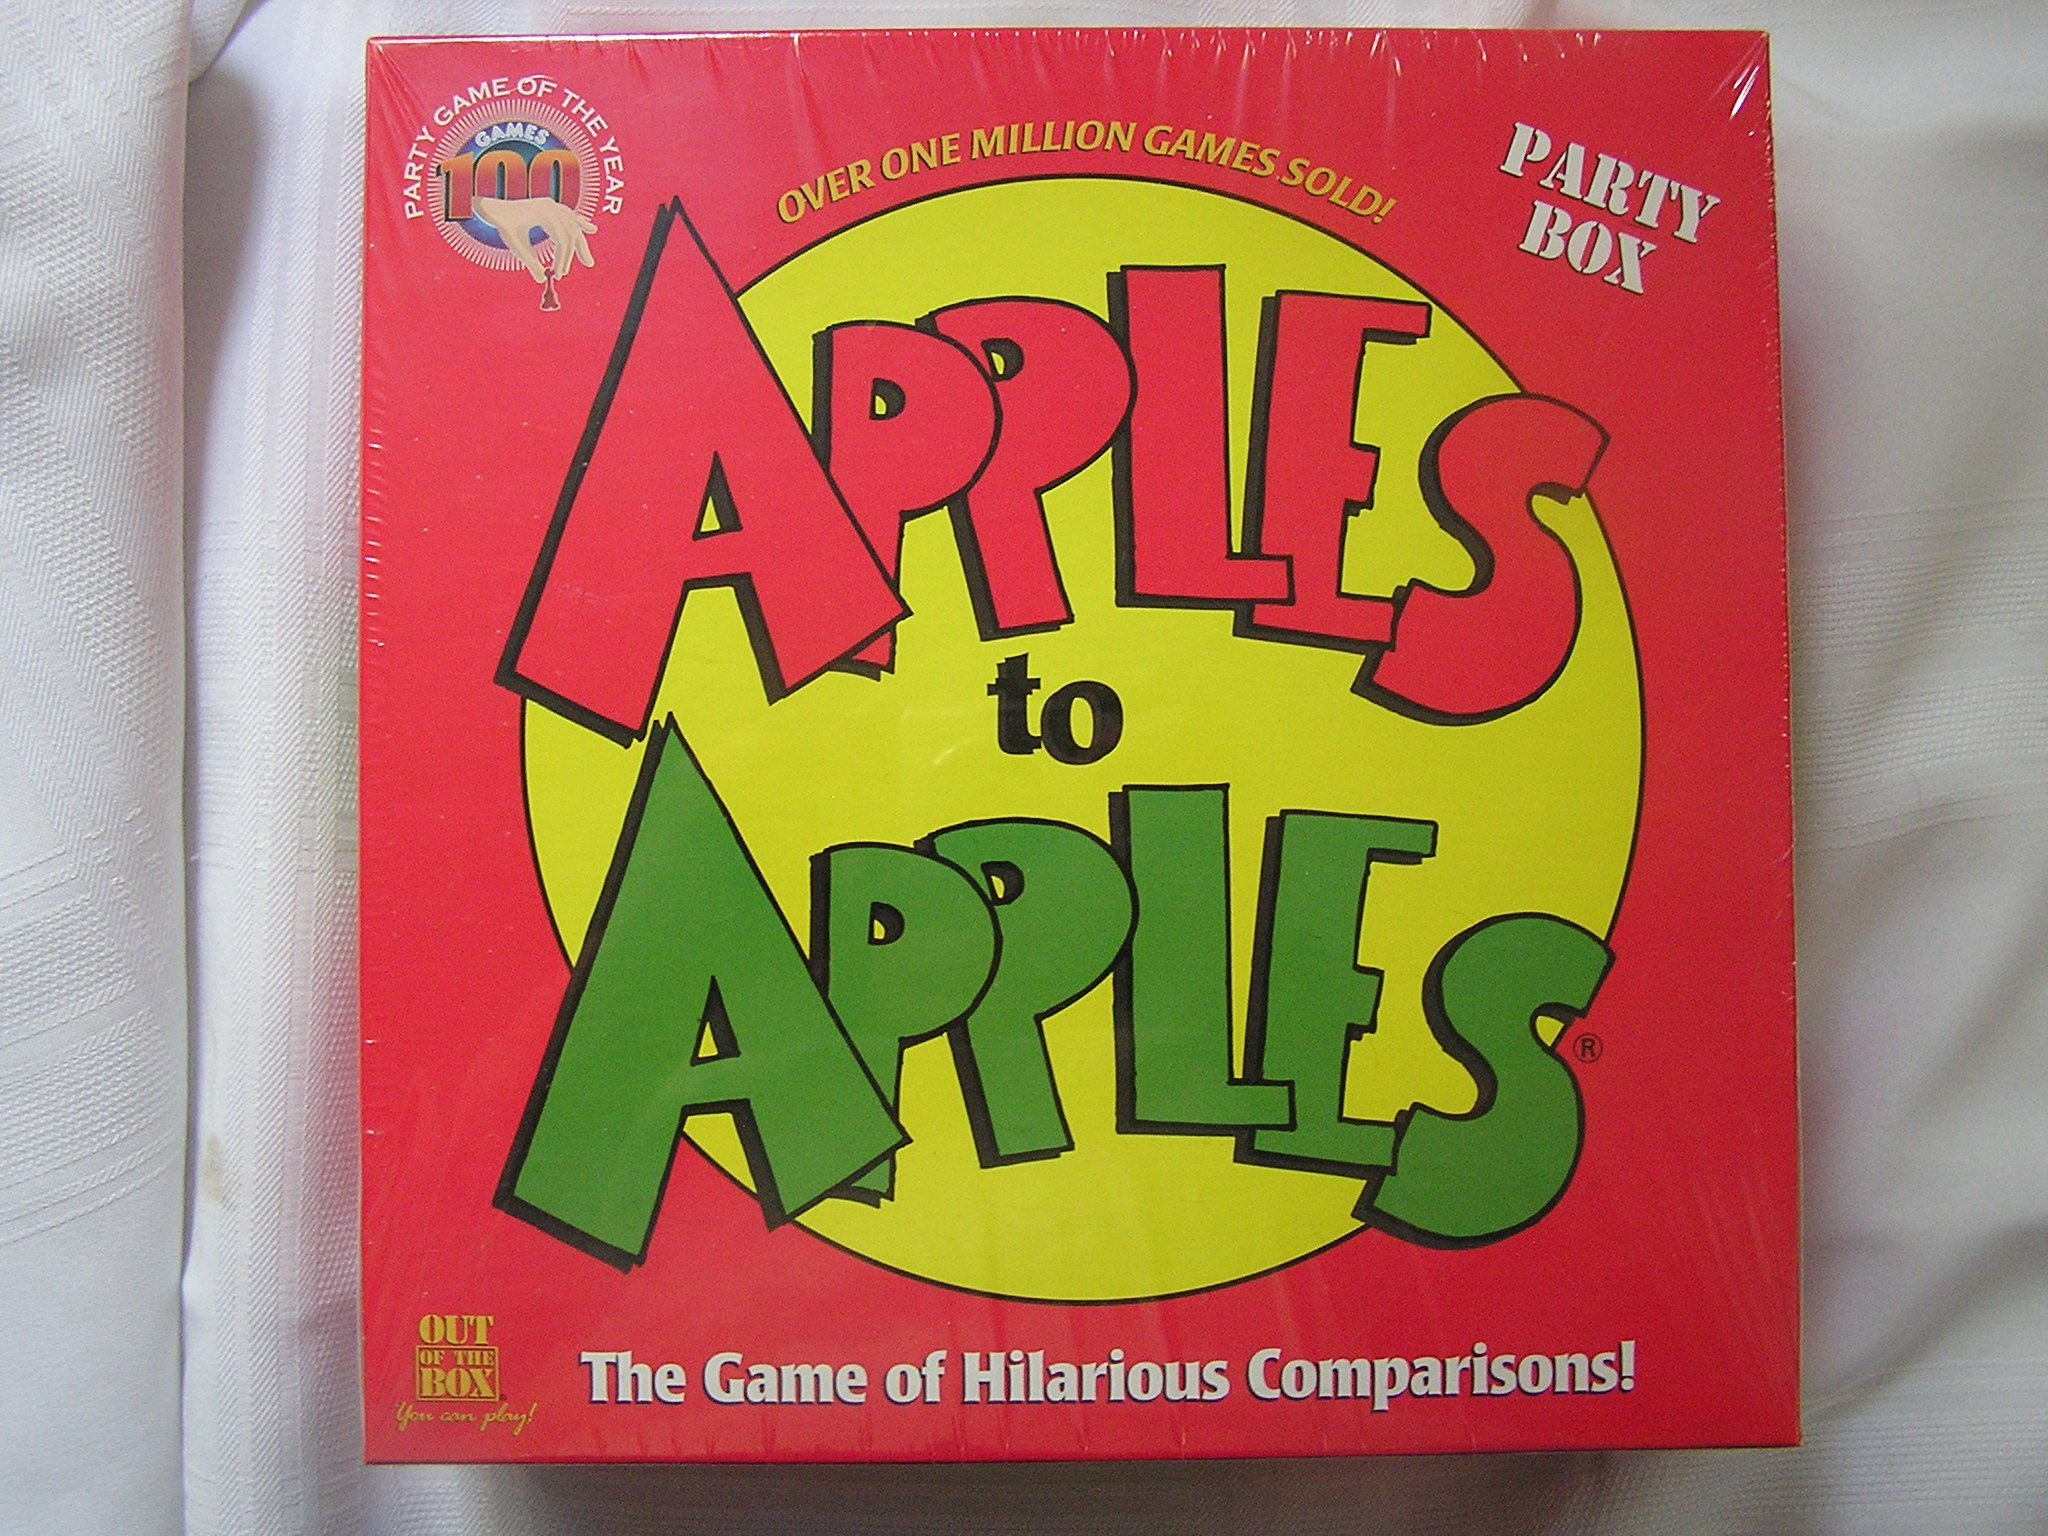 PARTY GAME OF THE YEAR
GAMES
100
OVER ONE MILLION GAMES SOLD!
PARTY
BOX
APPLES
to
APPLES®
OUT
OF THE
BOX®
You can play!
The Game of Hilarious Comparisons!